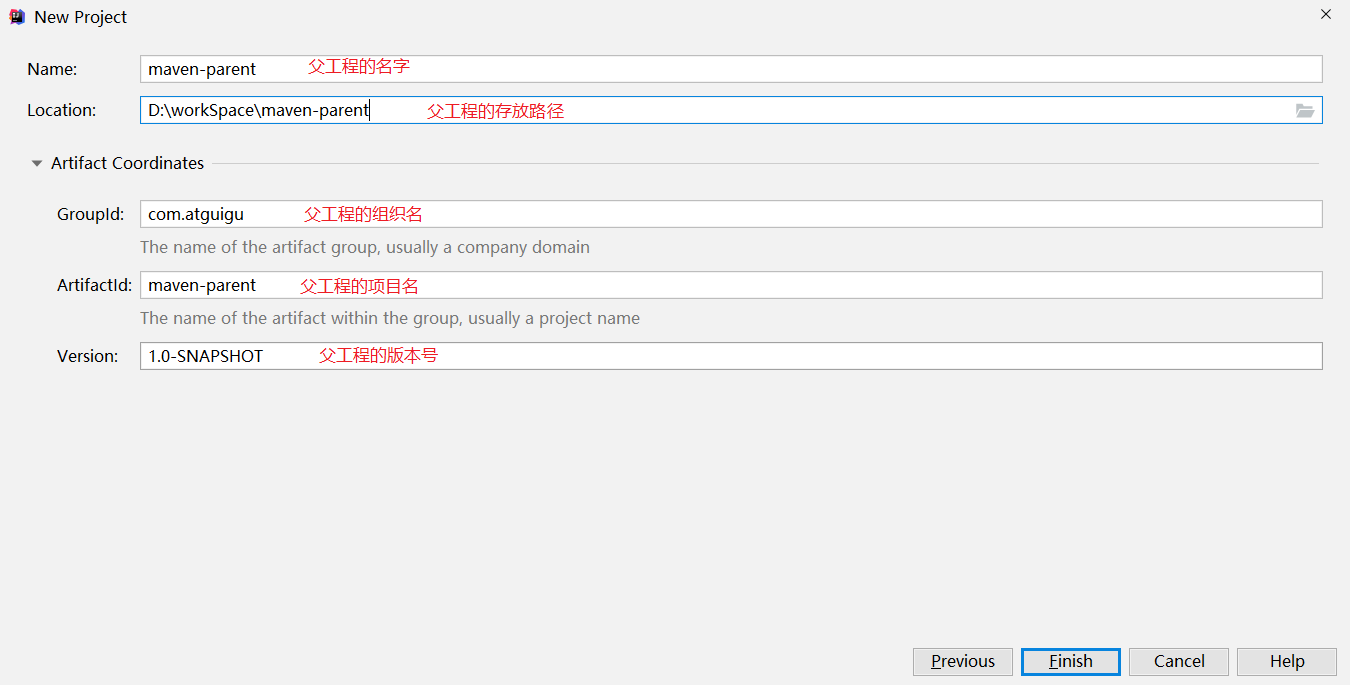 New Project
Name: maven-parent 父工程的名字
Location: D:\workSpace\maven-parent 父工程的存放路径
Artifact Coordinates
GroupId: com.atguigu 父工程的组织名
The name of the artifact group, usually a company domain
ArtifactId: maven-parent 父工程的项目名
The name of the artifact within the group, usually a project name
Version: 1.0-SNAPSHOT 父工程的版本号
Previous Finish Cancel Help